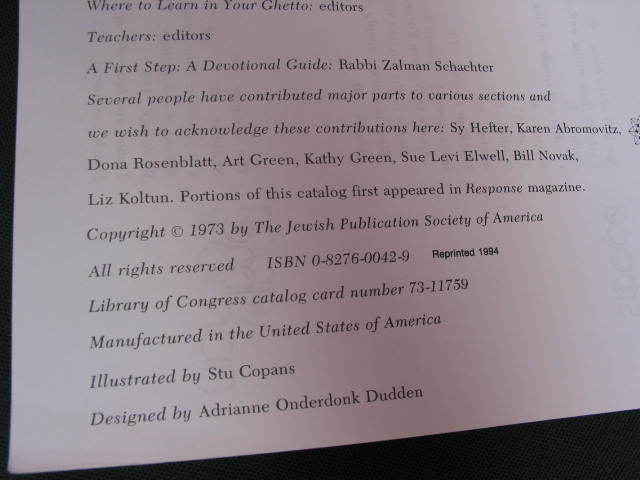 Where to Learn in Your Ghetto: editors
Teachers: editors
A First Step: A Devotional Guide: Rabbi Zalman Schachter
Several people have contributed major parts to various sections and
we wish to acknowledge these contributions here: Sy Hefter, Karen Abromovitz,
Dona Rosenblatt, Art Green, Kathy Green, Sue Levi Elwell, Bill Novak,
Liz Koltun. Portions of this catalog first appeared in Response magazine.
Copyright © 1973 by The Jewish Publication Society of America
All rights reserved ISBN 0-8276-0042-9 Reprinted 1994
Library of Congress catalog card number 73-11759
Manufactured in the United States of America
Illustrated by Stu Copans
Designed by Adrianne Onderdonk Dudden